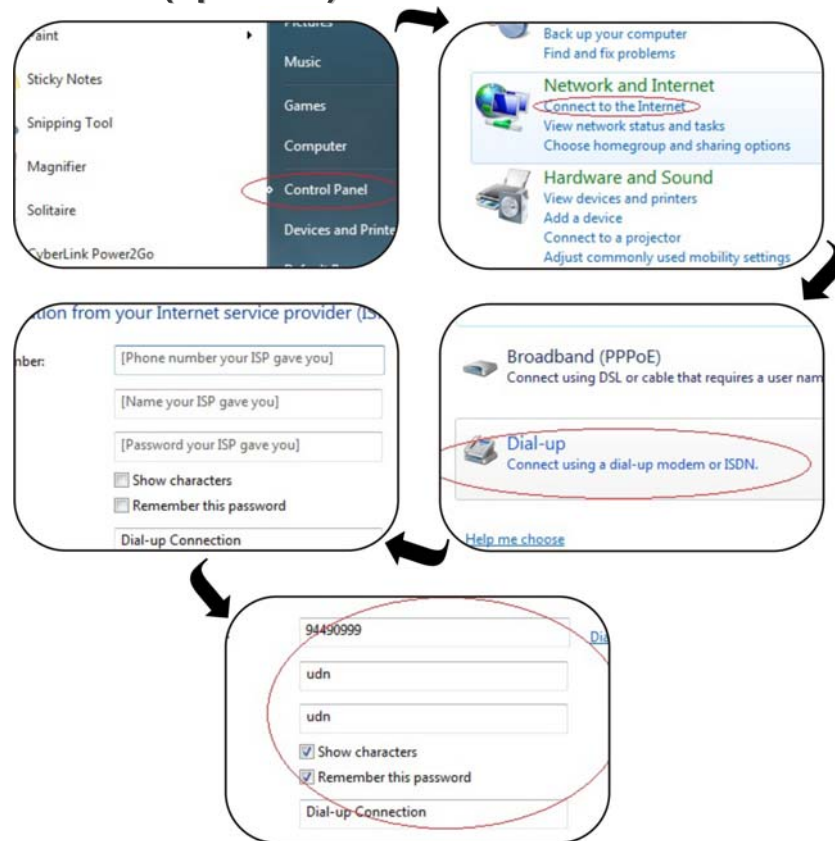 Paint
Sticky Notes
Snipping Tool
Magnifier
Solitaire
CyberLink Power2Go
Pictures
Music
Games
Computer
Control Panel
Devices and Printe
Back up your computer
Find and fix problems
Network and Internet
Connect to the Internet
View network status and tasks
Choose homegroup and sharing options
Hardware and Sound
View devices and printers
Add a device
Connect to a projector
Adjust commonly used mobility settings
Broadband (PPPoE)
Connect using DSL or cable that requires a user nam
Dial-up
Connect using a dial-up modem or ISDN.
Help me choose
tion from your Internet service provider (IS
mber:
[Phone number your ISP gave you]
[Name your ISP gave you]
[Password your ISP gave you]
Show characters
Remember this password
Dial-up Connection
94490999
Dia
udn
udn
Show characters
Remember this password
Dial-up Connection